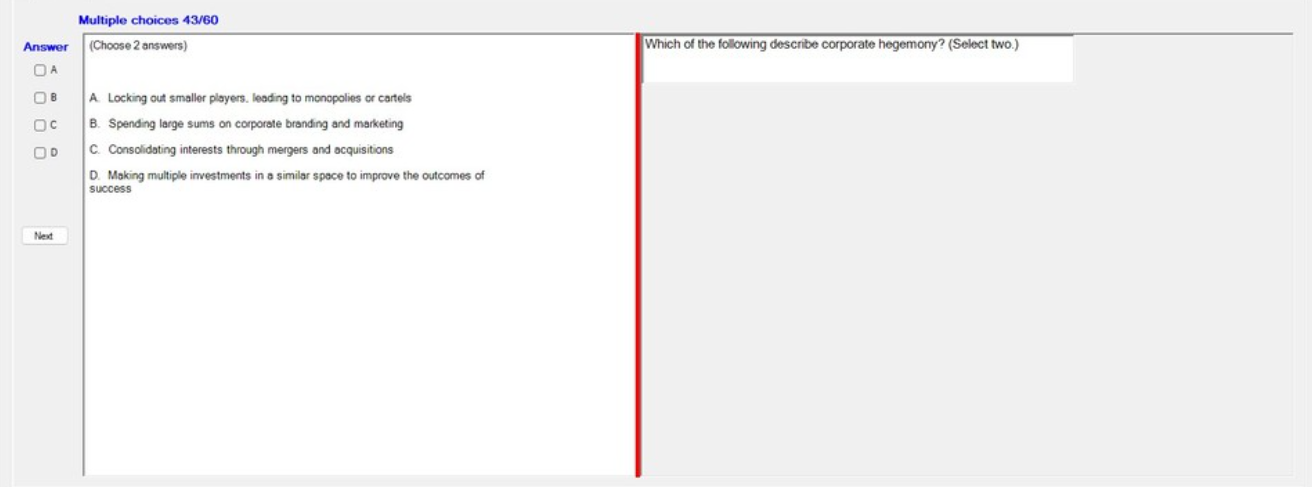 Multiple choices 43/60
Answer
(Choose 2 answers)
Which of the following describe corporate hegemony? (Select two.)
A
B
C
D
A. Locking out smaller players, leading to monopolies or cartels
B. Spending large sums on corporate branding and marketing
C. Consolidating interests through mergers and acquisitions
D. Making multiple investments in a similar space to improve the outcomes of
success
Next